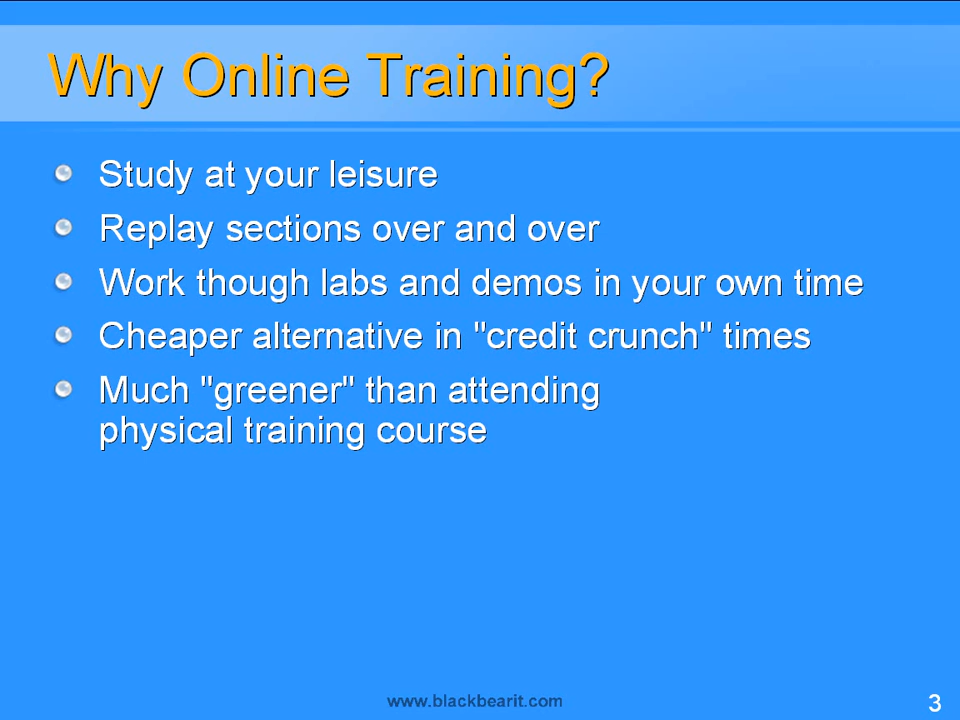 Why Online Training?
Study at your leisure
Replay sections over and over
Work though labs and demos in your own time
Cheaper alternative in "credit crunch" times
Much "greener" than attending
physical training course
www.blackbearit.com
3